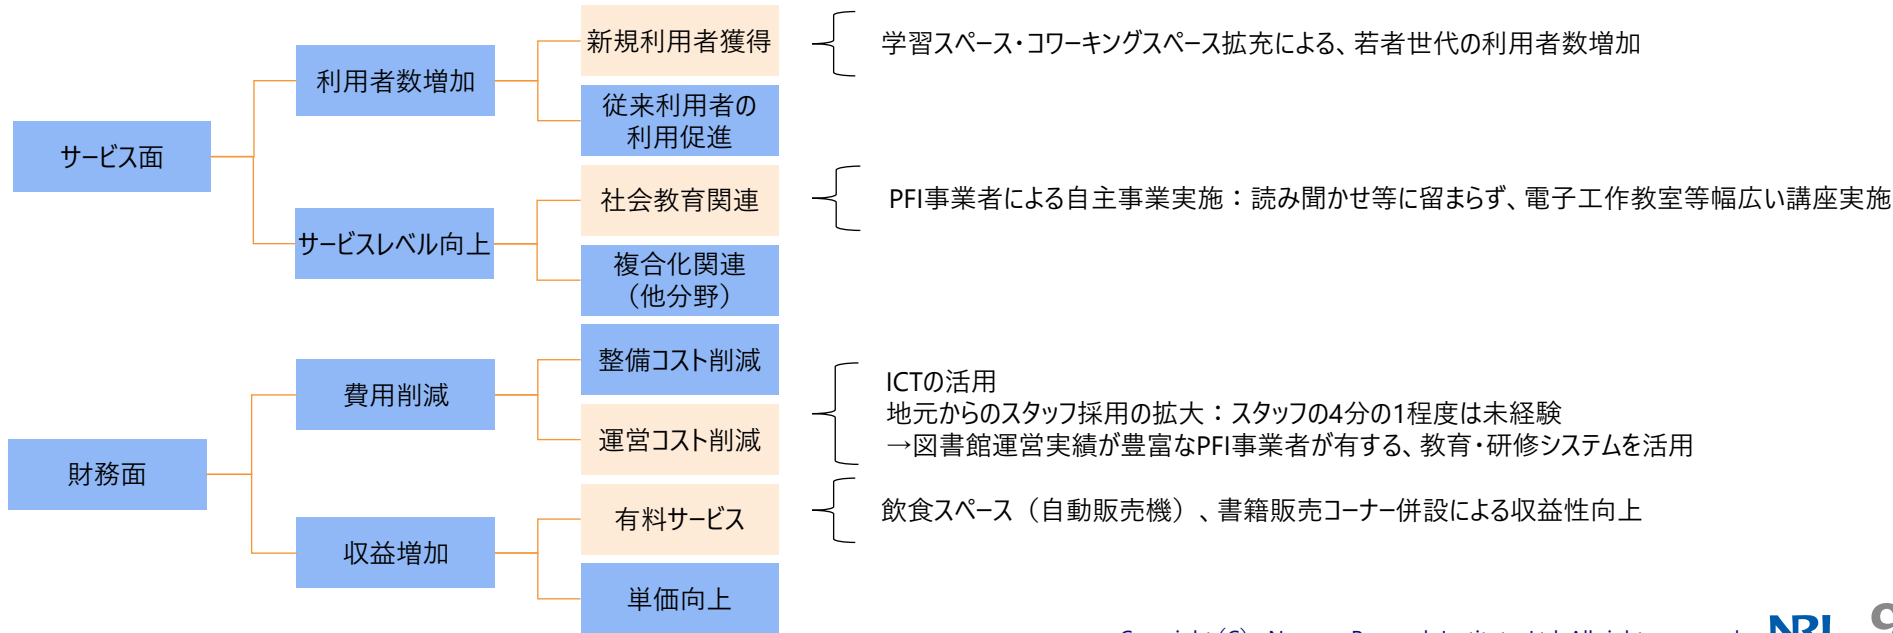 サービス面
利用者数増加
新規利用者獲得
学習スペース・コワーキングスペース拡充による、若者世代の利用者数増加
従来利用者の
利用促進
サービスレベル向上
社会教育関連
PFI事業者による自主事業実施：読み聞かせ等に留まらず、電子工作教室等幅広い講座実施
複合化関連
（他分野）
財務面
費用削減
整備コスト削減
運営コスト削減
ICTの活用
地元からのスタッフ採用の拡大：スタッフの4分の1程度は未経験
→図書館運営実績が豊富なPFI事業者が有する、教育・研修システムを活用
収益増加
有料サービス
飲食スペース（自動販売機）、書籍販売コーナー併設による収益性向上
単価向上
NRI